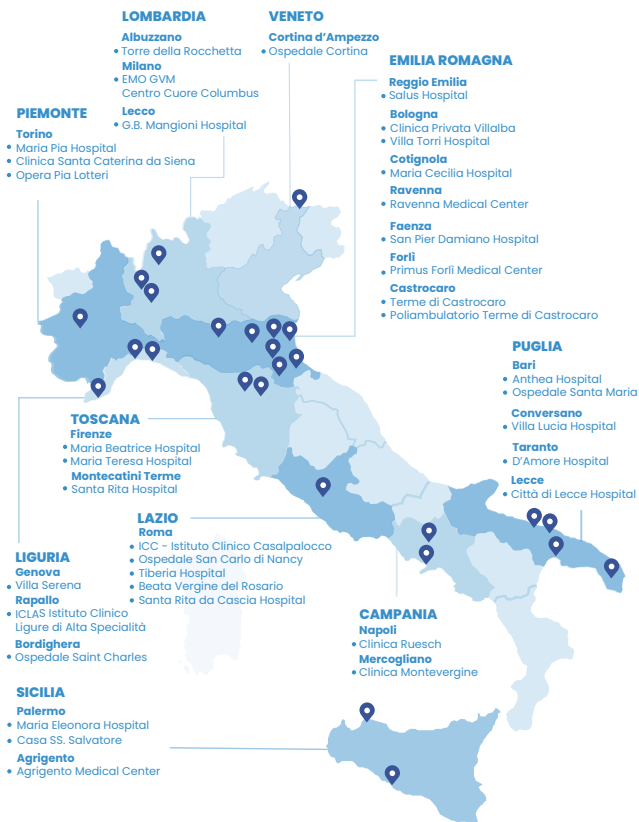 LOMBARDIA
Albuzzano
Torre della Rocchetta
Milano
EMO GVM
Centro Cuore Columbus
Lecco
G.B. Mangioni Hospital
VENETO
Cortina d’Ampezzo
Ospedale Cortina
EMILIA ROMAGNA
Reggio Emilia
Salus Hospital
Bologna
Clinica Privata Villalba
Villa Torri Hospital
Cotignola
Maria Cecilia Hospital
Ravenna
Ravenna Medical Center
Faenza
San Pier Damiano Hospital
Forlì
Primus Forlì Medical Center
Castrocaro
Terme di Castrocaro
Poliambulatorio Terme di Castrocaro
PIEMONTE
Torino
Maria Pia Hospital
Clinica Santa Caterina da Siena
Opera Pia Lotteri
PUGLIA
Bari
Anthea Hospital
Ospedale Santa Maria
Conversano
Villa Lucia Hospital
Taranto
D’Amore Hospital
Lecce
Città di Lecce Hospital
TOSCANA
Firenze
Maria Beatrice Hospital
Maria Teresa Hospital
Montecatini Terme
Santa Rita Hospital
LAZIO
Roma
ICC - Istituto Clinico Casalpalocco
Ospedale San Carlo di Nancy
Tiberia Hospital
Beata Vergine del Rosario
Santa Rita da Cascia Hospital
LIGURIA
Genova
Villa Serena
Rapallo
ICLAS Istituto Clinico
Ligure di Alta Specialità
Bordighera
Ospedale Saint Charles
CAMPANIA
Napoli
Clinica Ruesch
Mercogliano
Clinica Montevergine
SICILIA
Palermo
Maria Eleonora Hospital
Casa SS. Salvatore
Agrigento
Agrigento Medical Center